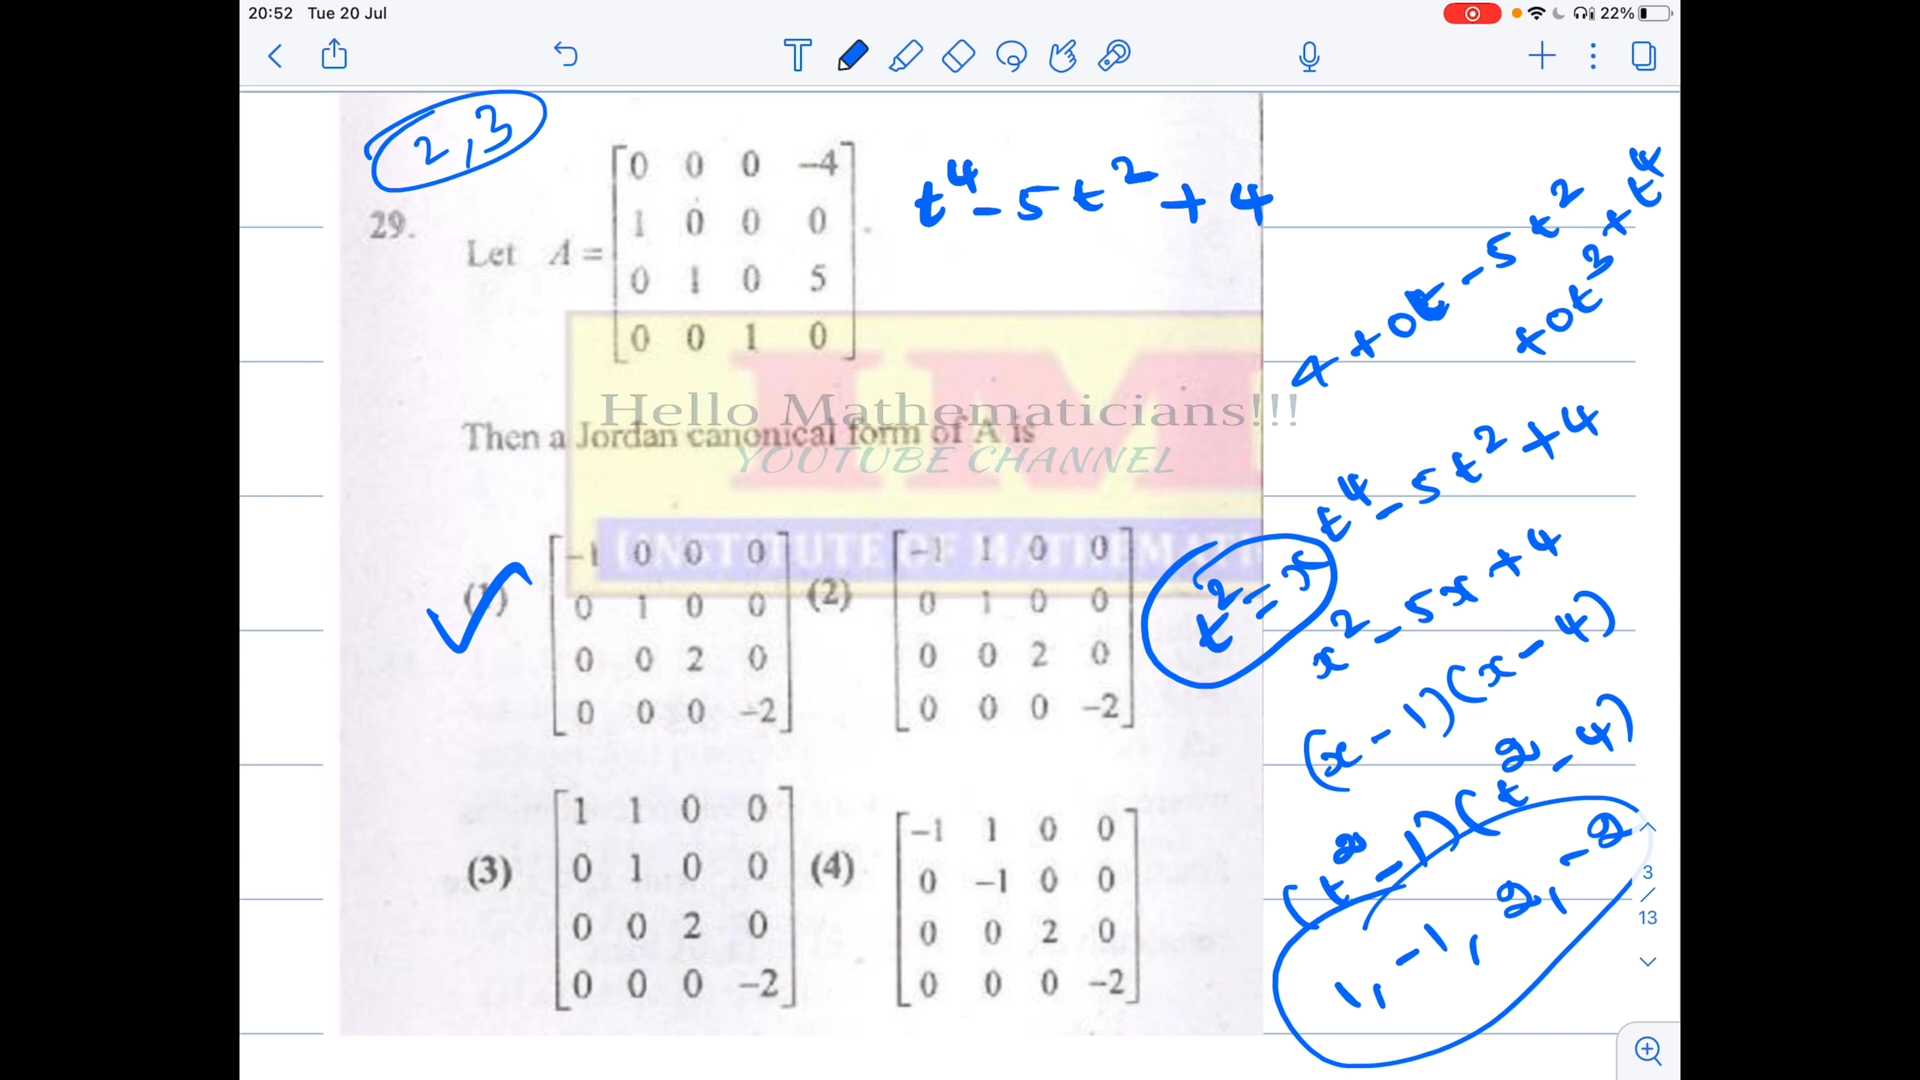 20:52 Tue 20 Jul
22%
2,3
29.
Let A =
0 0 0 −4
1 0 0 0
0 1 0 5
0 0 1 0
t⁴ - 5t² + 4
4 + 0t - 5t²
+ 0t³ + t⁴
Hello Mathematicians!!!
Then a Jordan canonical form of A is
YOUTUBE CHANNEL
IM
(INSTITUTE OF MATHEMATIC
t⁴ - 5t² + 4
t² = x
x² - 5x + 4
(x - 1)(x - 4)
(t² - 1)(t² - 4)
1, -1, 2, -2
(1)
−1 0 0 0
0 1 0 0
0 0 2 0
0 0 0 −2
(2)
−1 1 0 0
0 1 0 0
0 0 2 0
0 0 0 −2
(3)
1 1 0 0
0 1 0 0
0 0 2 0
0 0 0 −2
(4)
−1 1 0 0
0 −1 0 0
0 0 2 0
0 0 0 −2
3
/
13